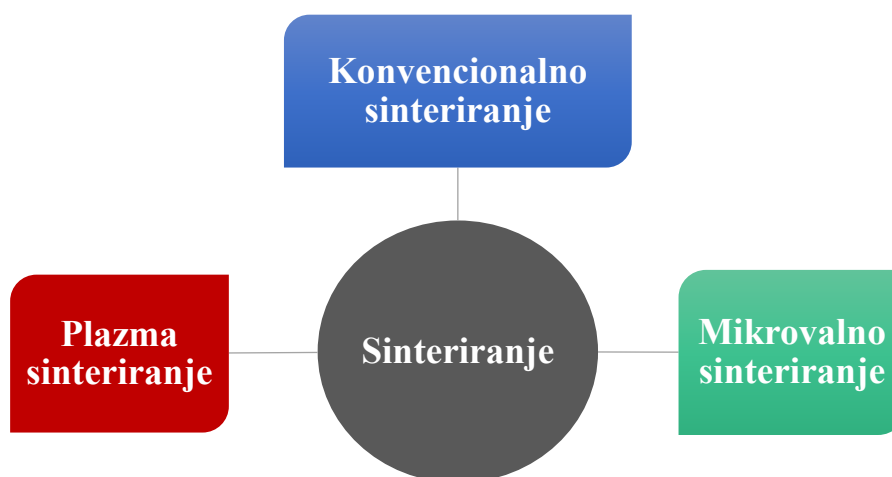 Konvencionalno
sinteriranje
Plazma
sinteriranje
Sinteriranje
Mikrovalno
sinteriranje